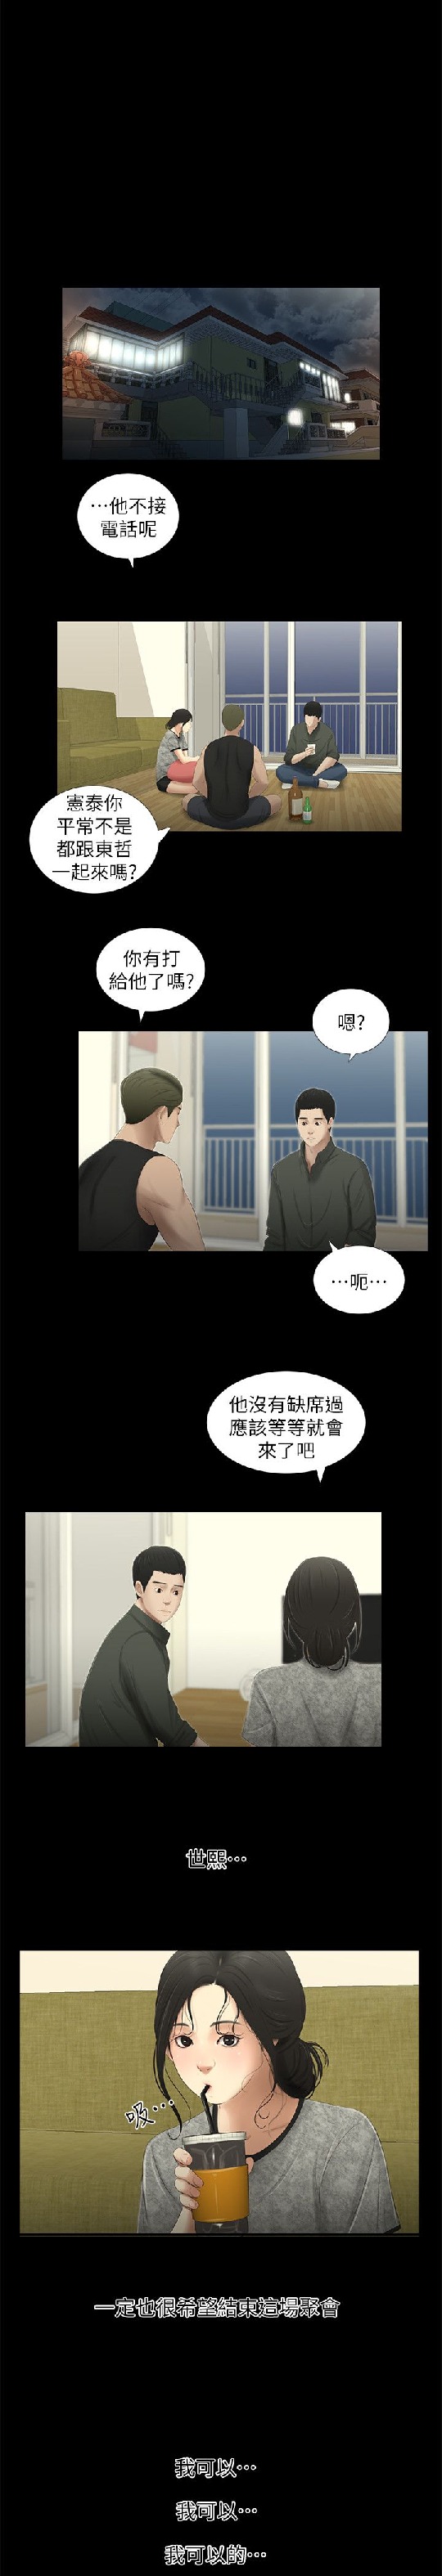 …他不接
電話呢
憲泰你
平常不是
都跟東哲
一起來嗎?
你有打
給他了嗎?
嗯?
…呃…
他沒有缺席過
應該等等就會
來了吧
世熙…
吸…
一定也很希望結束這場聚會
我可以…
我可以…
我可以的…